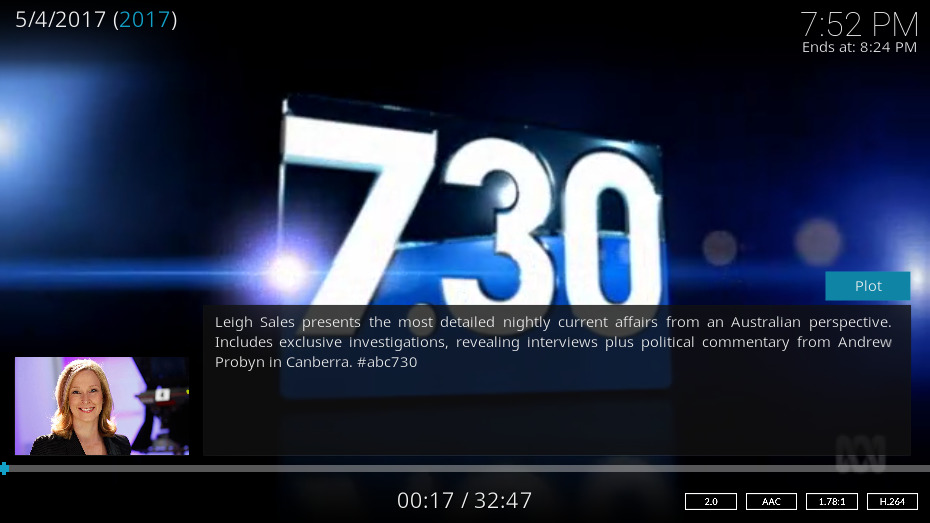 5/4/2017 (2017)
7:52 PM
Ends at: 8:24 PM
7.30
Plot
Leigh Sales presents the most detailed nightly current affairs from an Australian perspective.
Includes exclusive investigations, revealing interviews plus political commentary from Andrew
Probyn in Canberra. #abc730
00:17 / 32:47
2.0
AAC
1.78:1
H.264